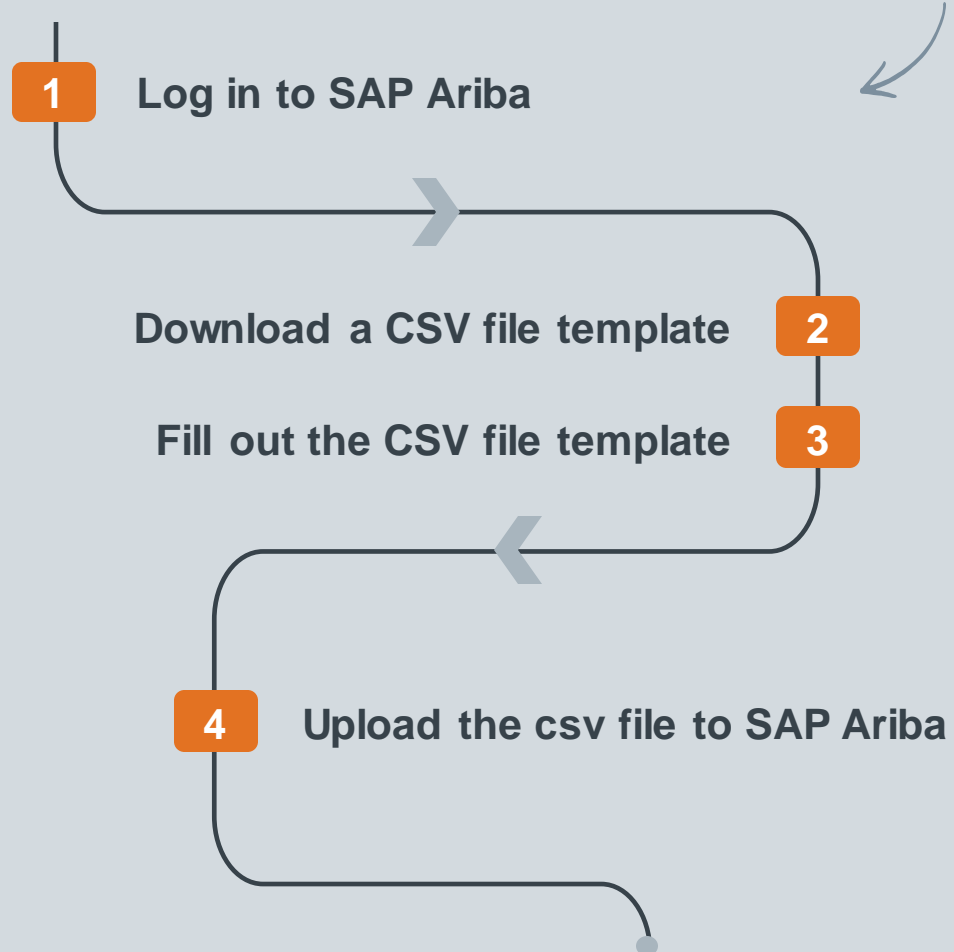 1 Log in to SAP Ariba
Download a CSV file template 2
Fill out the CSV file template 3
4 Upload the csv file to SAP Ariba